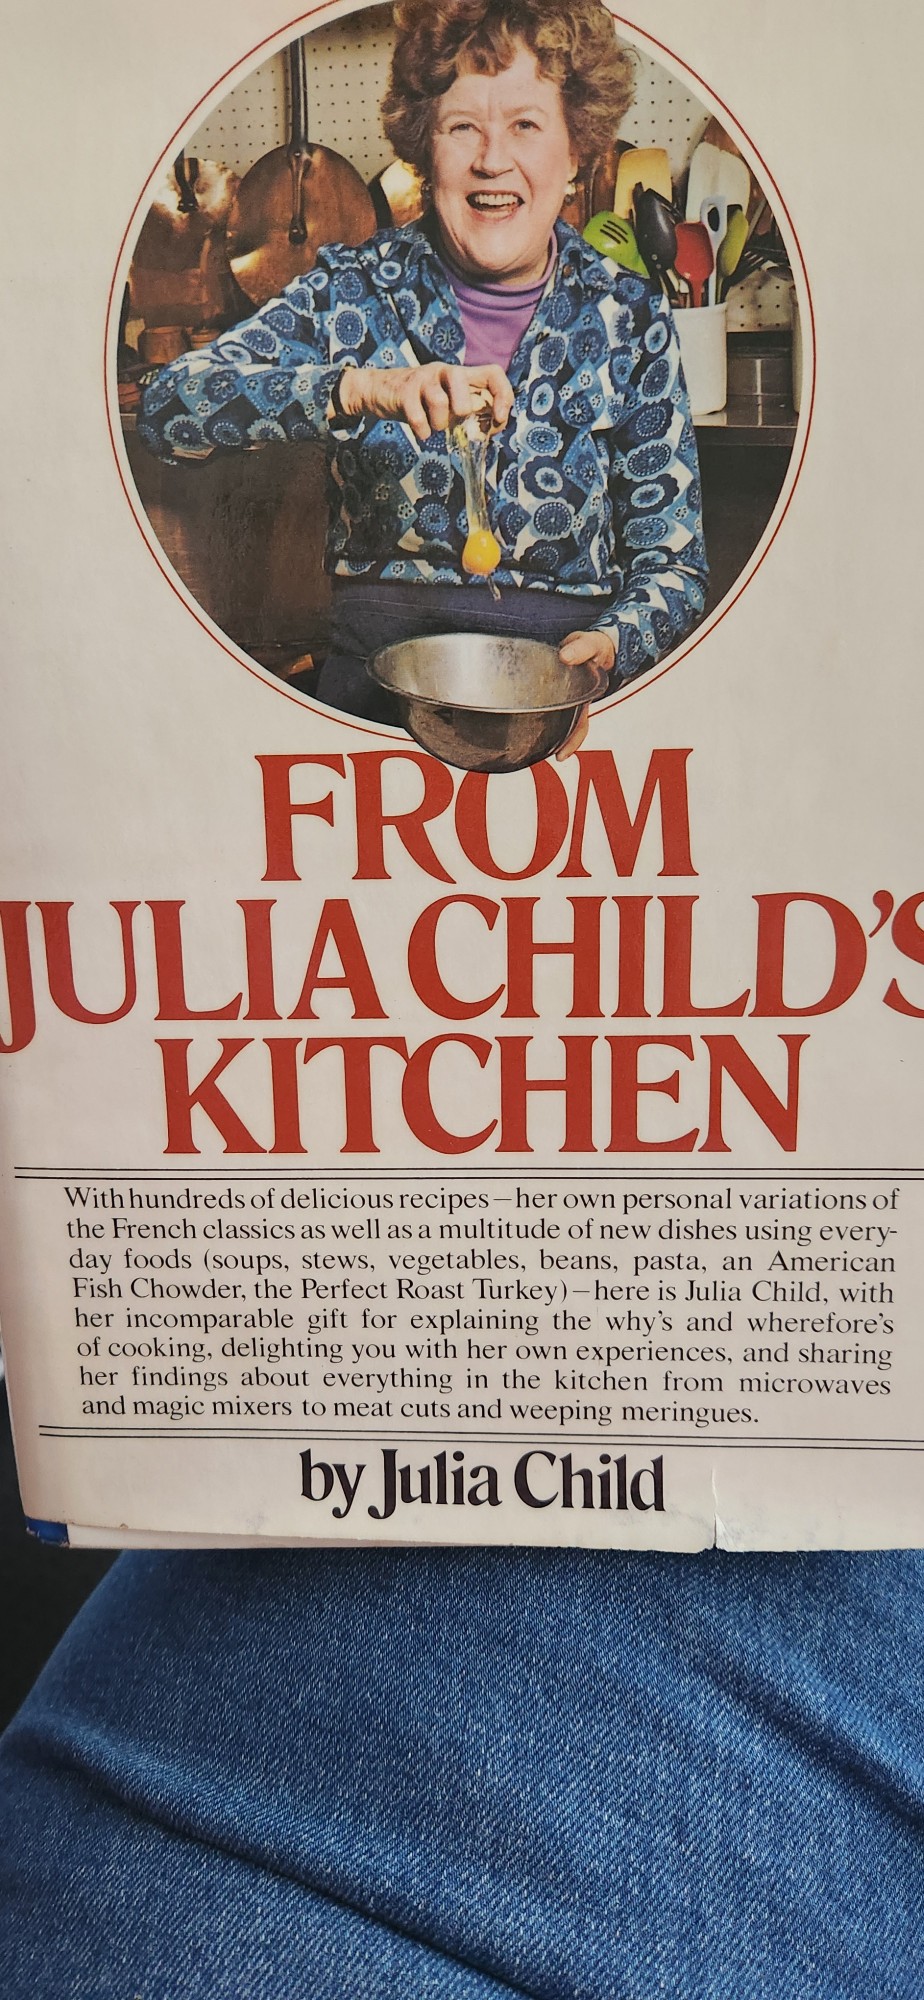 FROM
JULIA CHILD'S
KITCHEN
With hundreds of delicious recipes—her own personal variations of
the French classics as well as a multitude of new dishes using every-
day foods (soups, stews, vegetables, beans, pasta, an American
Fish Chowder, the Perfect Roast Turkey)—here is Julia Child, with
her incomparable gift for explaining the why's and wherefore's
of cooking, delighting you with her own experiences, and sharing
her findings about everything in the kitchen from microwaves
and magic mixers to meat cuts and weeping meringues.
by Julia Child